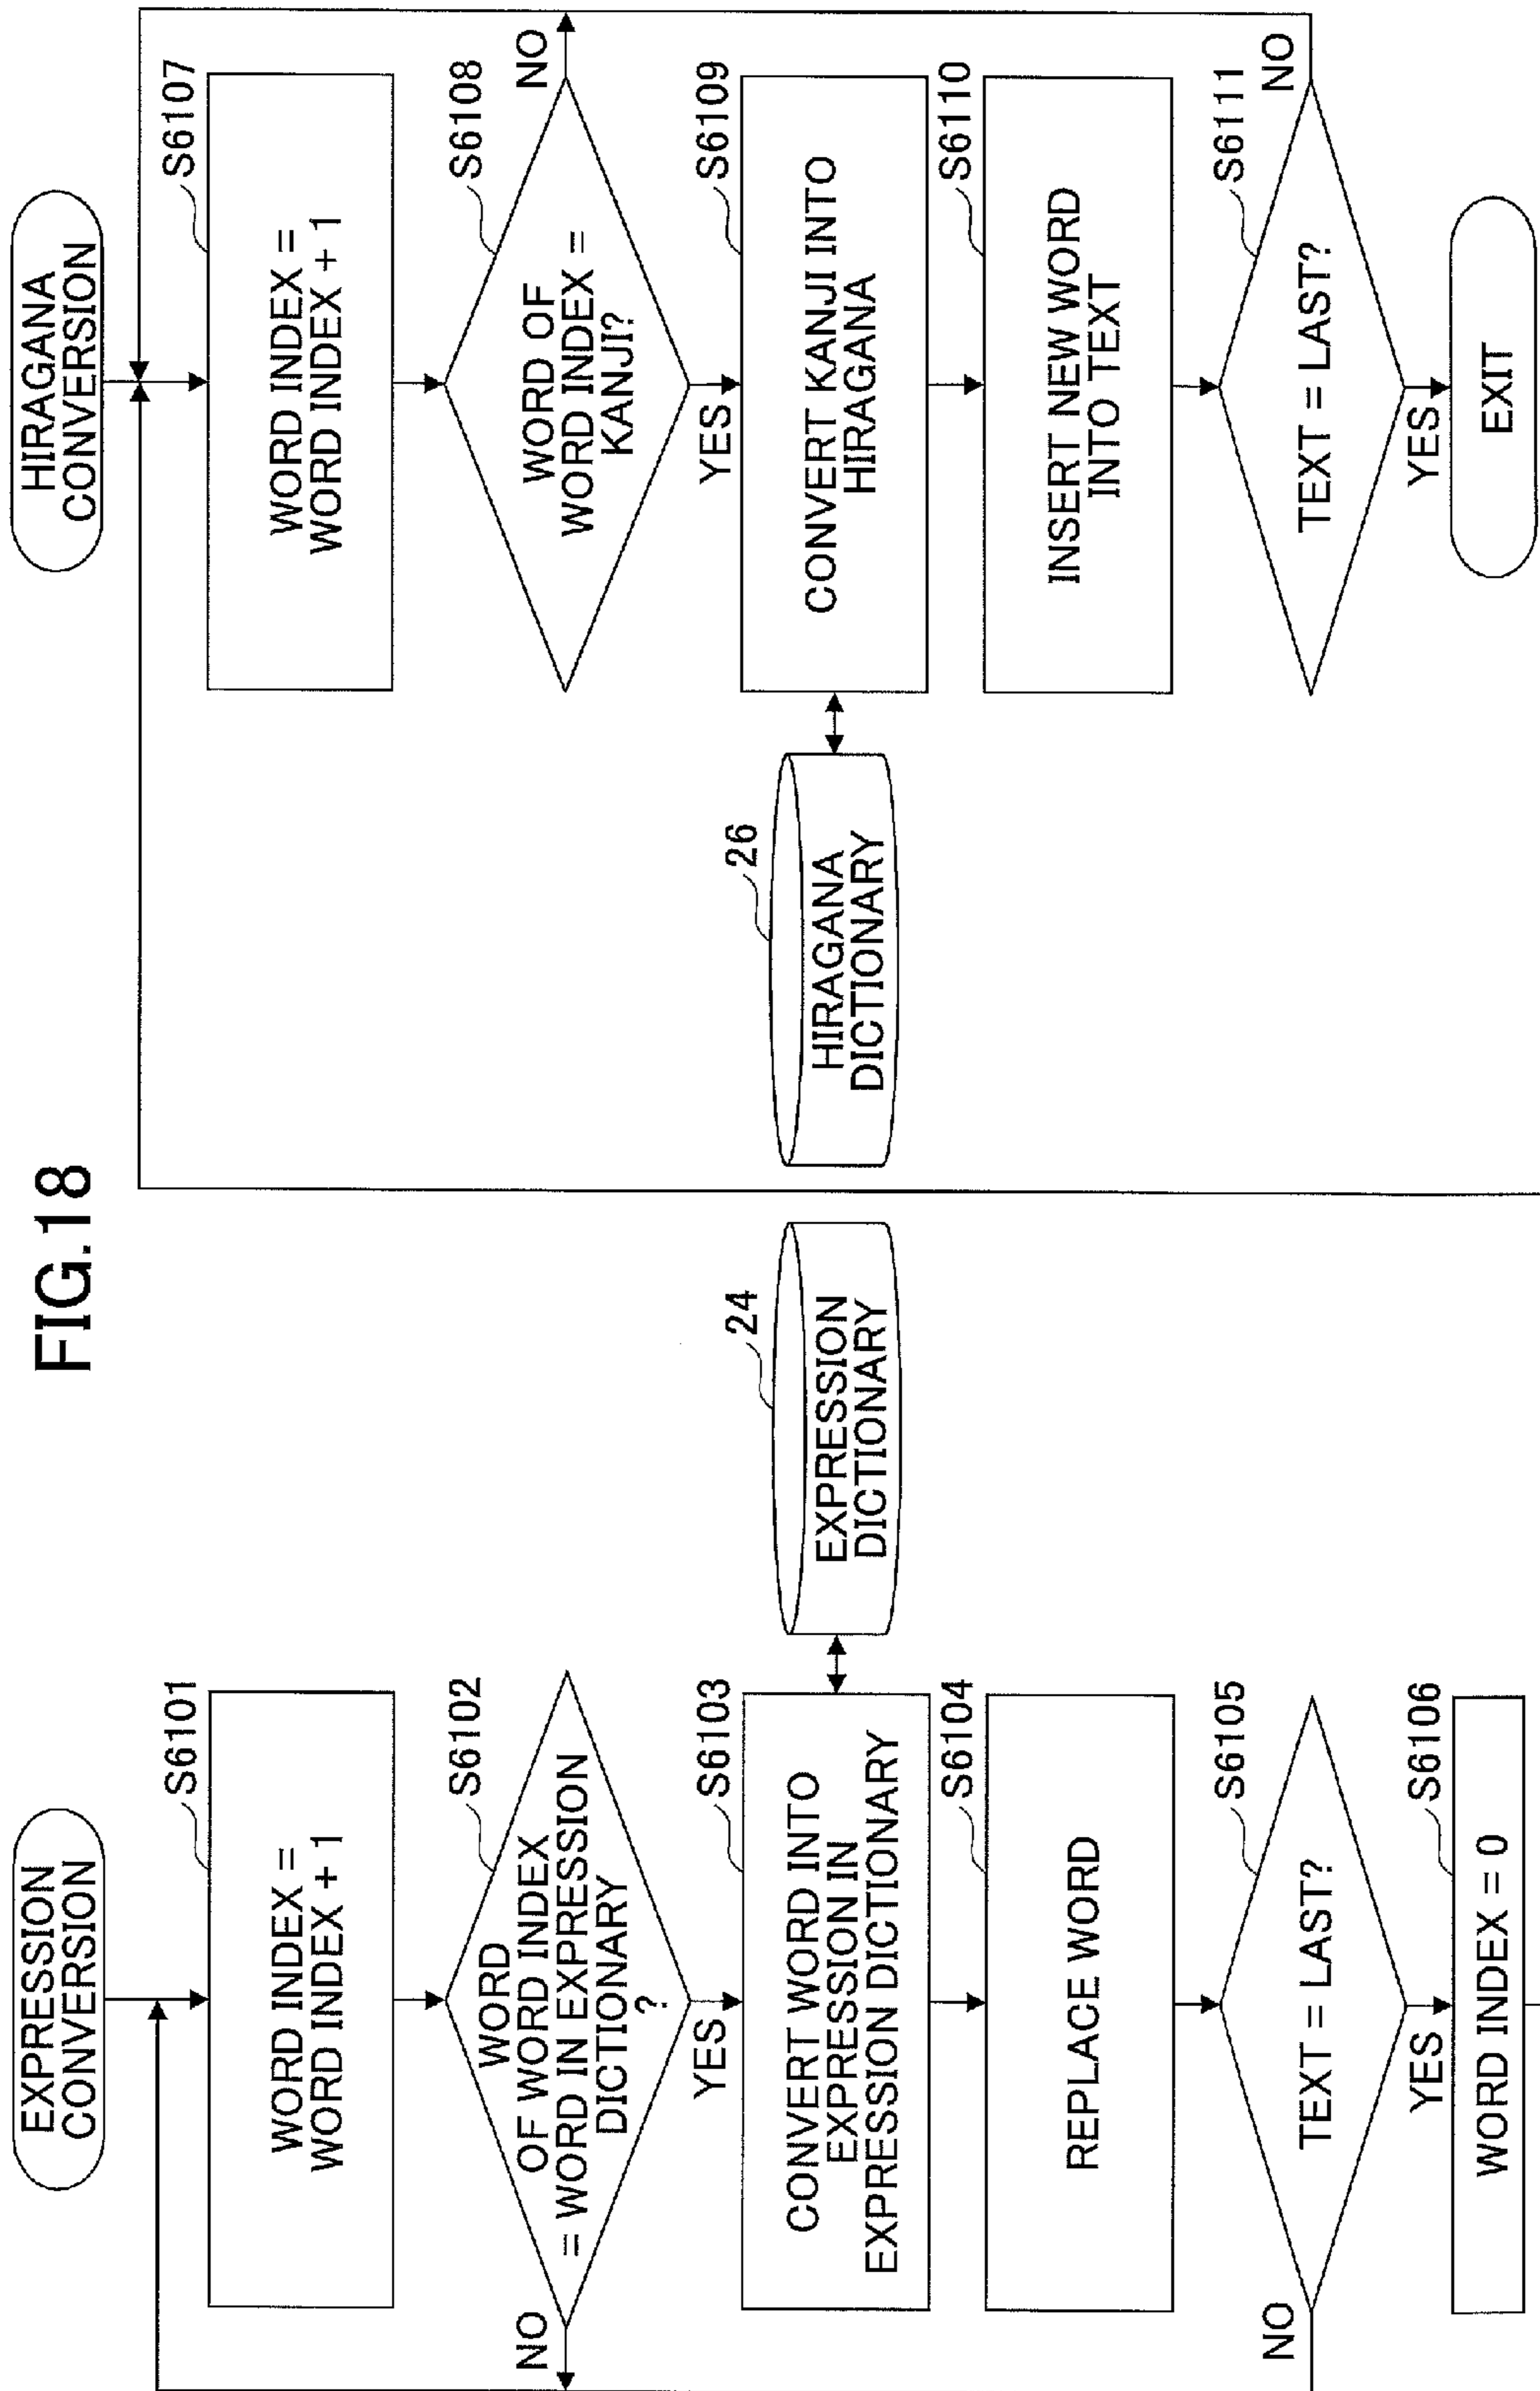 FIG.18
EXPRESSION
CONVERSION
S6101
WORD INDEX =
WORD INDEX + 1
S6102
WORD
OF WORD INDEX
= WORD IN EXPRESSION
DICTIONARY
?
NO
YES
S6103
CONVERT WORD INTO
EXPRESSION IN
EXPRESSION DICTIONARY
24
EXPRESSION
DICTIONARY
S6104
REPLACE WORD
S6105
TEXT = LAST?
NO
YES
S6106
WORD INDEX = 0
HIRAGANA
CONVERSION
S6107
WORD INDEX =
WORD INDEX + 1
S6108
WORD OF
WORD INDEX =
KANJI?
NO
YES
S6109
CONVERT KANJI INTO
HIRAGANA
26
HIRAGANA
DICTIONARY
S6110
INSERT NEW WORD
INTO TEXT
S6111
TEXT = LAST?
NO
YES
EXIT